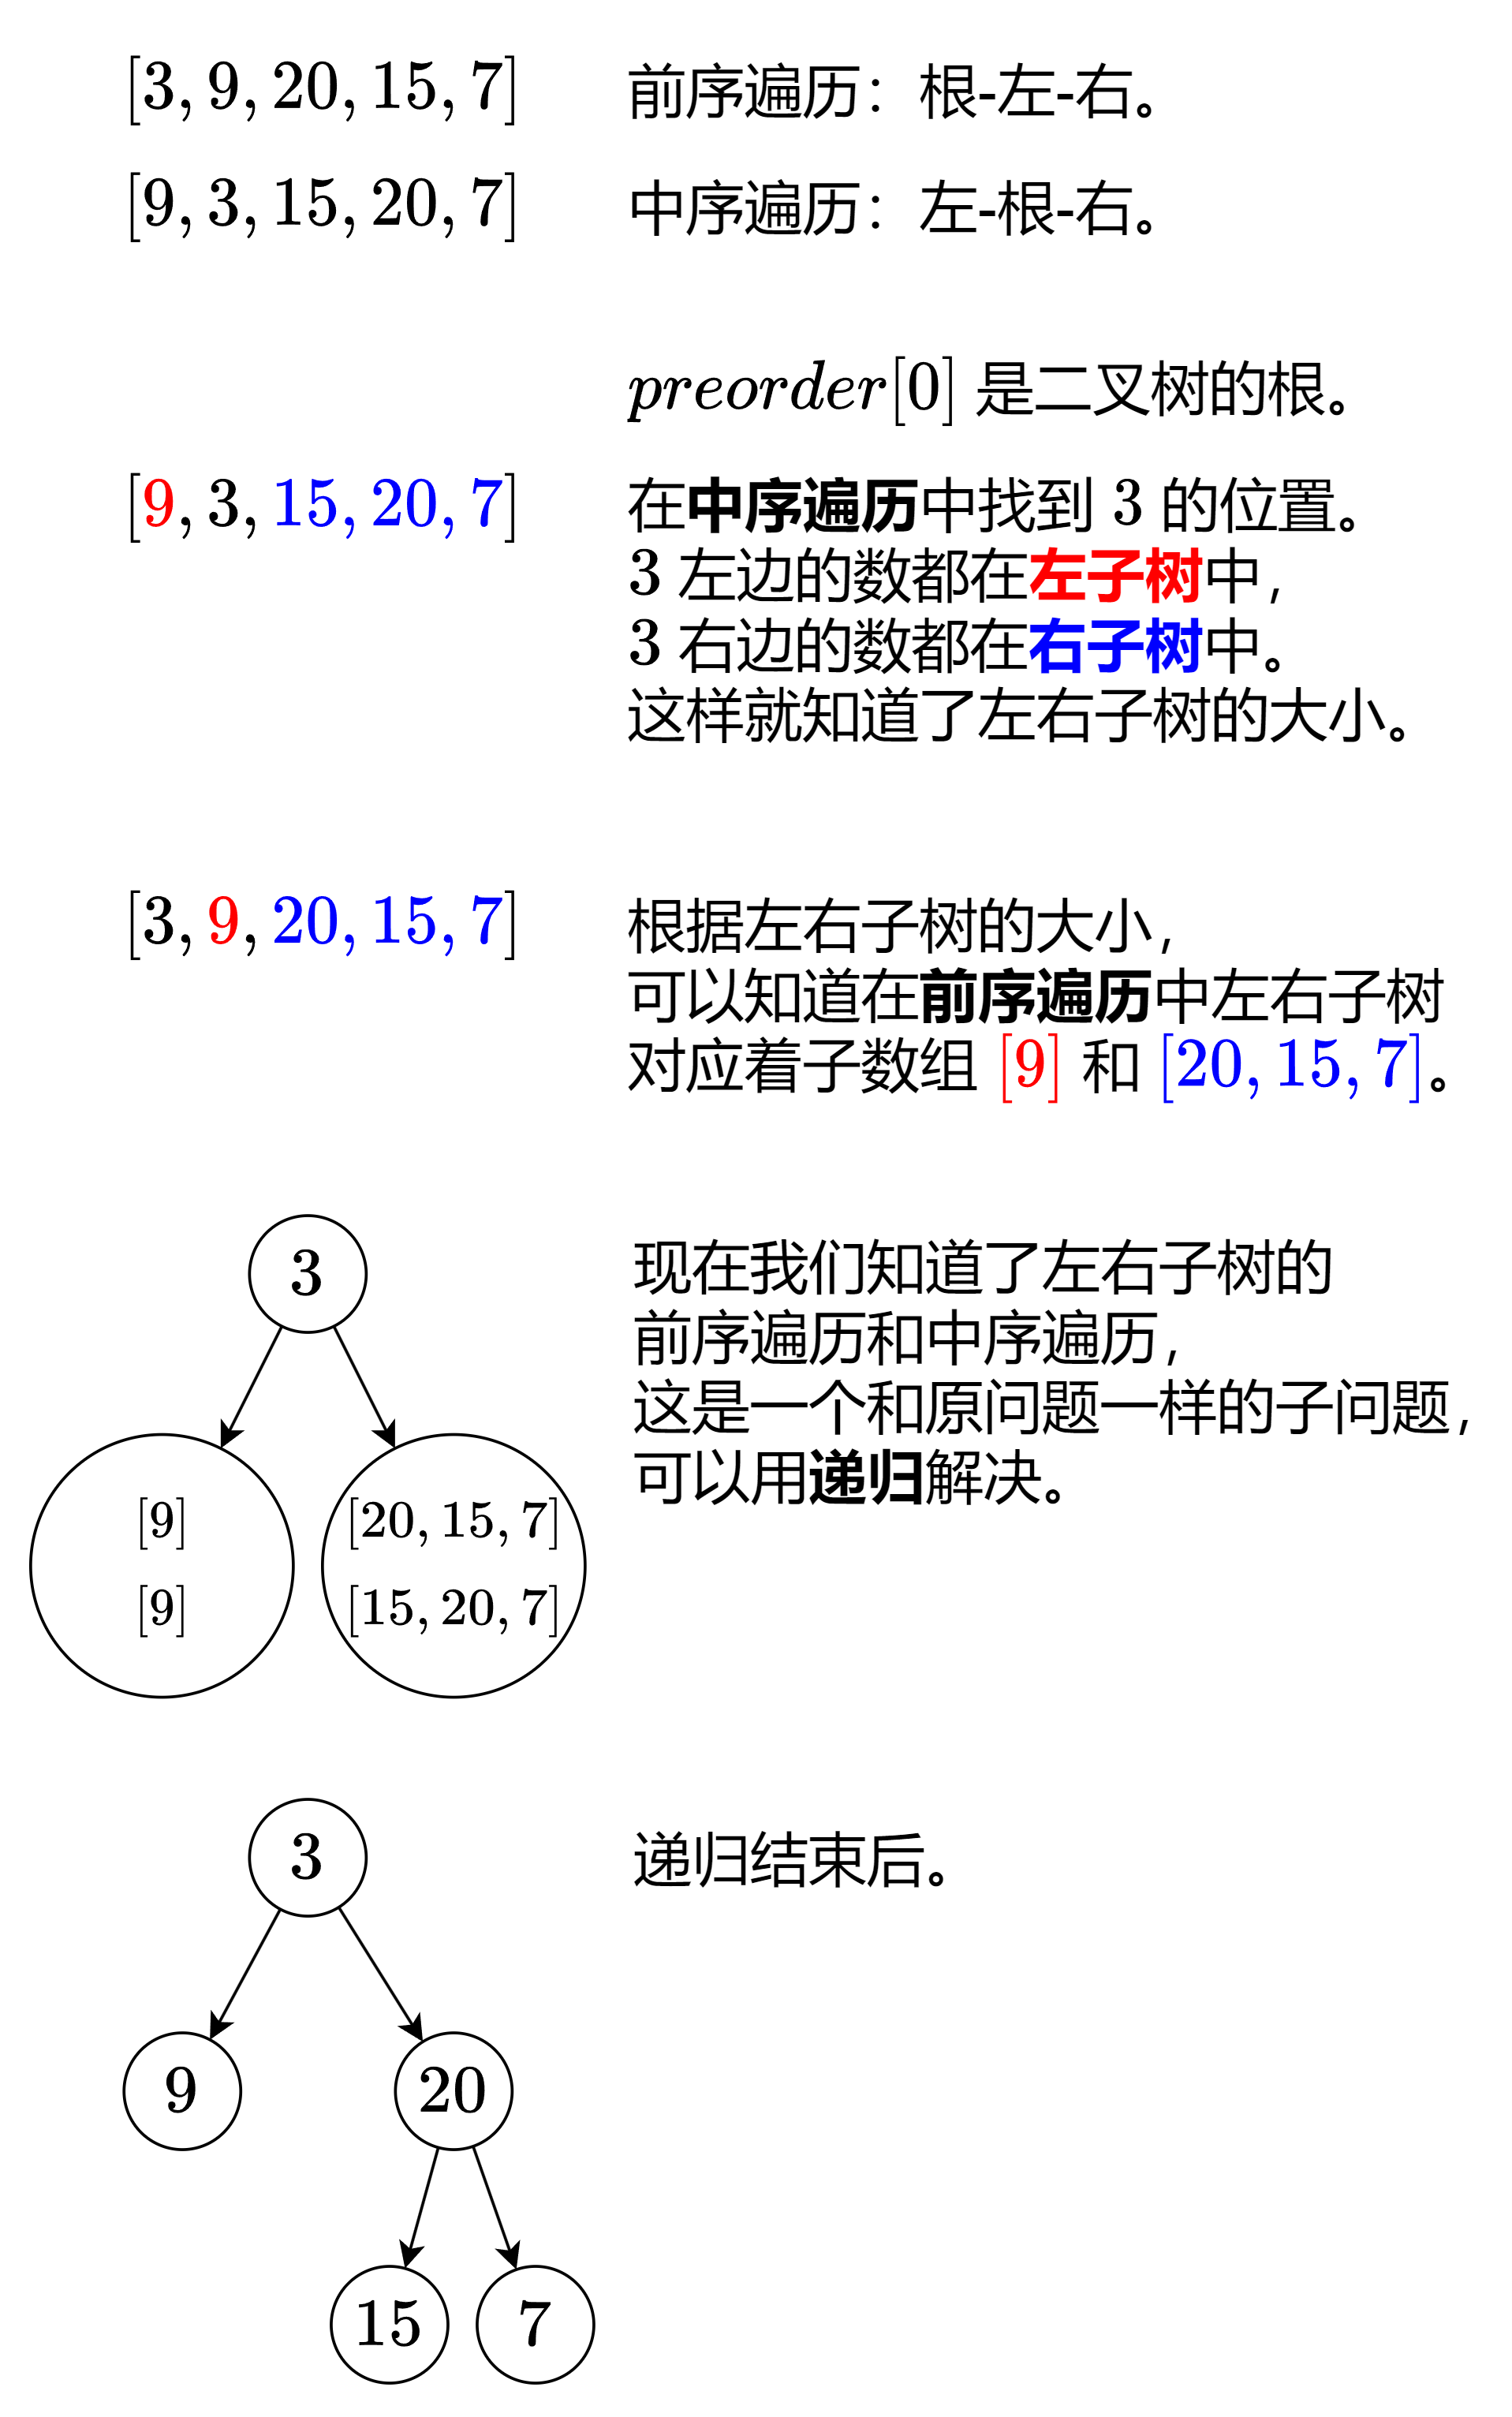 [3, 9, 20, 15, 7] 前序遍历：根-左-右。
[9, 3, 15, 20, 7] 中序遍历：左-根-右。
preorder[0] 是二叉树的根。
[9, 3, 15, 20, 7] 在中序遍历中找到 3 的位置。
3 左边的数都在左子树中，
3 右边的数都在右子树中。
这样就知道了左右子树的大小。
[3, 9, 20, 15, 7] 根据左右子树的大小，
可以知道在前序遍历中左右子树
对应着子数组 [9] 和 [20, 15, 7]。
3
现在我们知道了左右子树的
前序遍历和中序遍历，
这是一个和原问题一样的子问题，
可以用递归解决。
[9] [20, 15, 7]
[9] [15, 20, 7]
3 递归结束后。
9 20
15 7